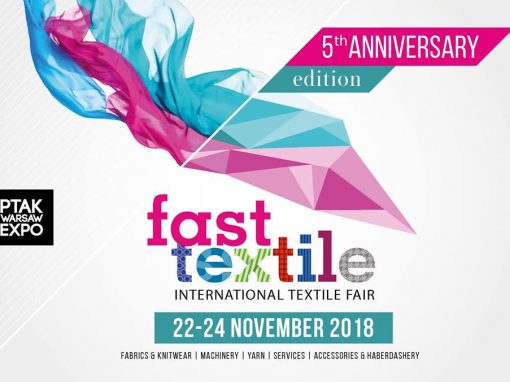 5th ANNIVERSARY
edition
PTAK
WARSAW
EXPO
fast
textile
INTERNATIONAL TEXTILE FAIR
22-24 NOVEMBER 2018
FABRICS & KNITWEAR | MACHINERY | YARN | SERVICES | ACCESSORIES & HABERDASHERY